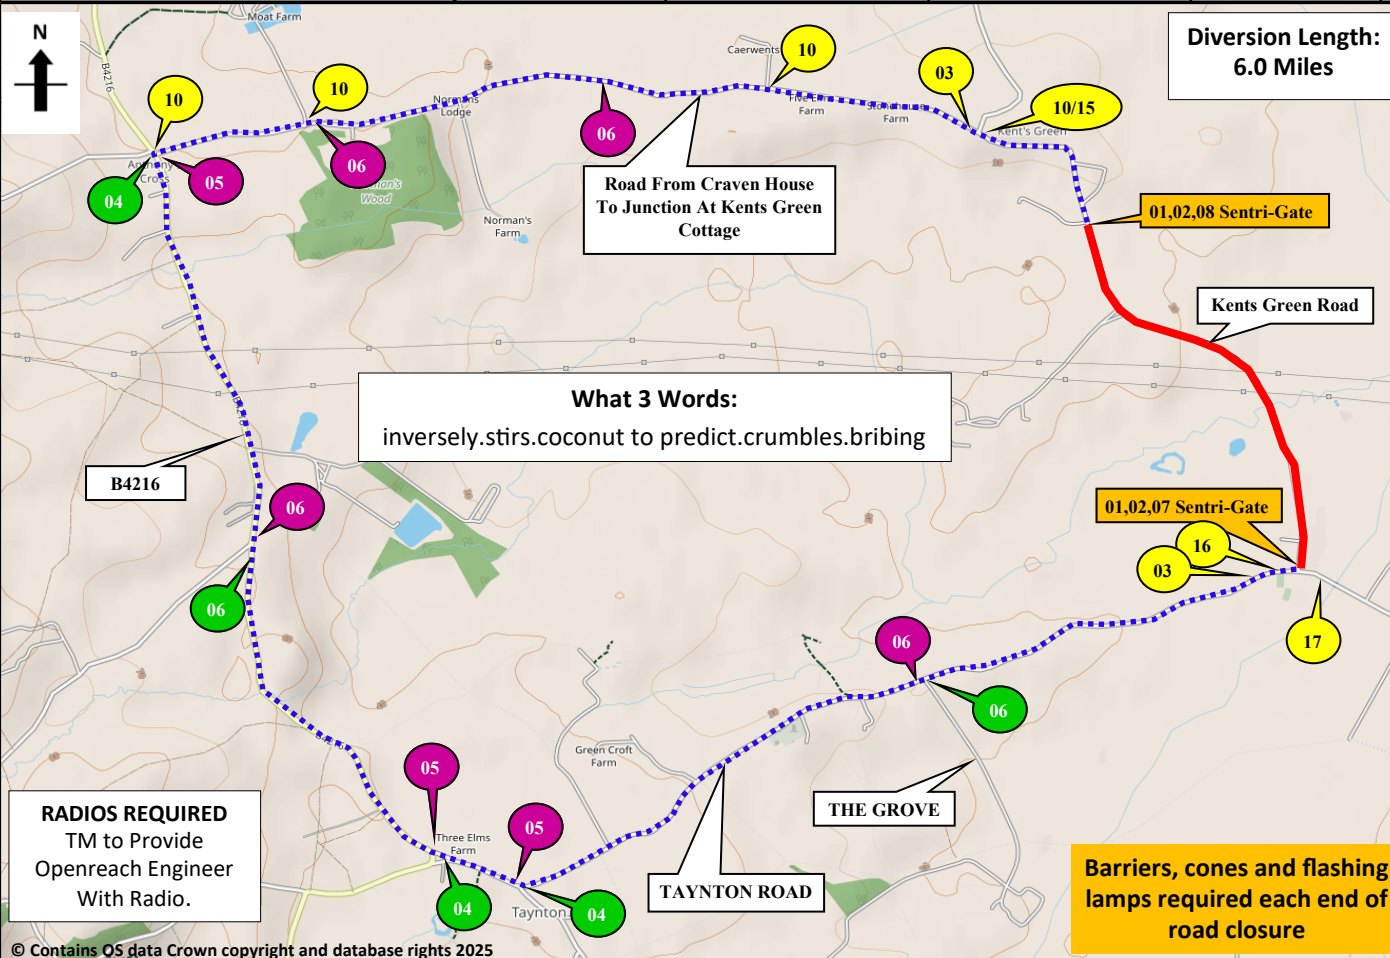 N
Moat Farm
B4216
Diversion Length:
6.0 Miles
Caerwents
10
10
10
03
10/15
Normans
Lodge
Farm
Farm
Kent's Green
06
06
05
04
Cross
Wood
Norman's
Farm
Road From Craven House
To Junction At Kents Green
Cottage
01,02,08 Sentri-Gate
Kents Green Road
What 3 Words:
inversely.stirs.coconut to predict.crumbles.bribing
B4216
06
06
01,02,07 Sentri-Gate
16
03
17
06
06
Green Croft
Farm
THE GROVE
05
05
Three Elms
Farm
04
04
Taynton
TAYNTON ROAD
RADIOS REQUIRED
TM to Provide
Openreach Engineer
With Radio.
Barriers, cones and flashing
lamps required each end of
road closure
© Contains OS data Crown copyright and database rights 2025